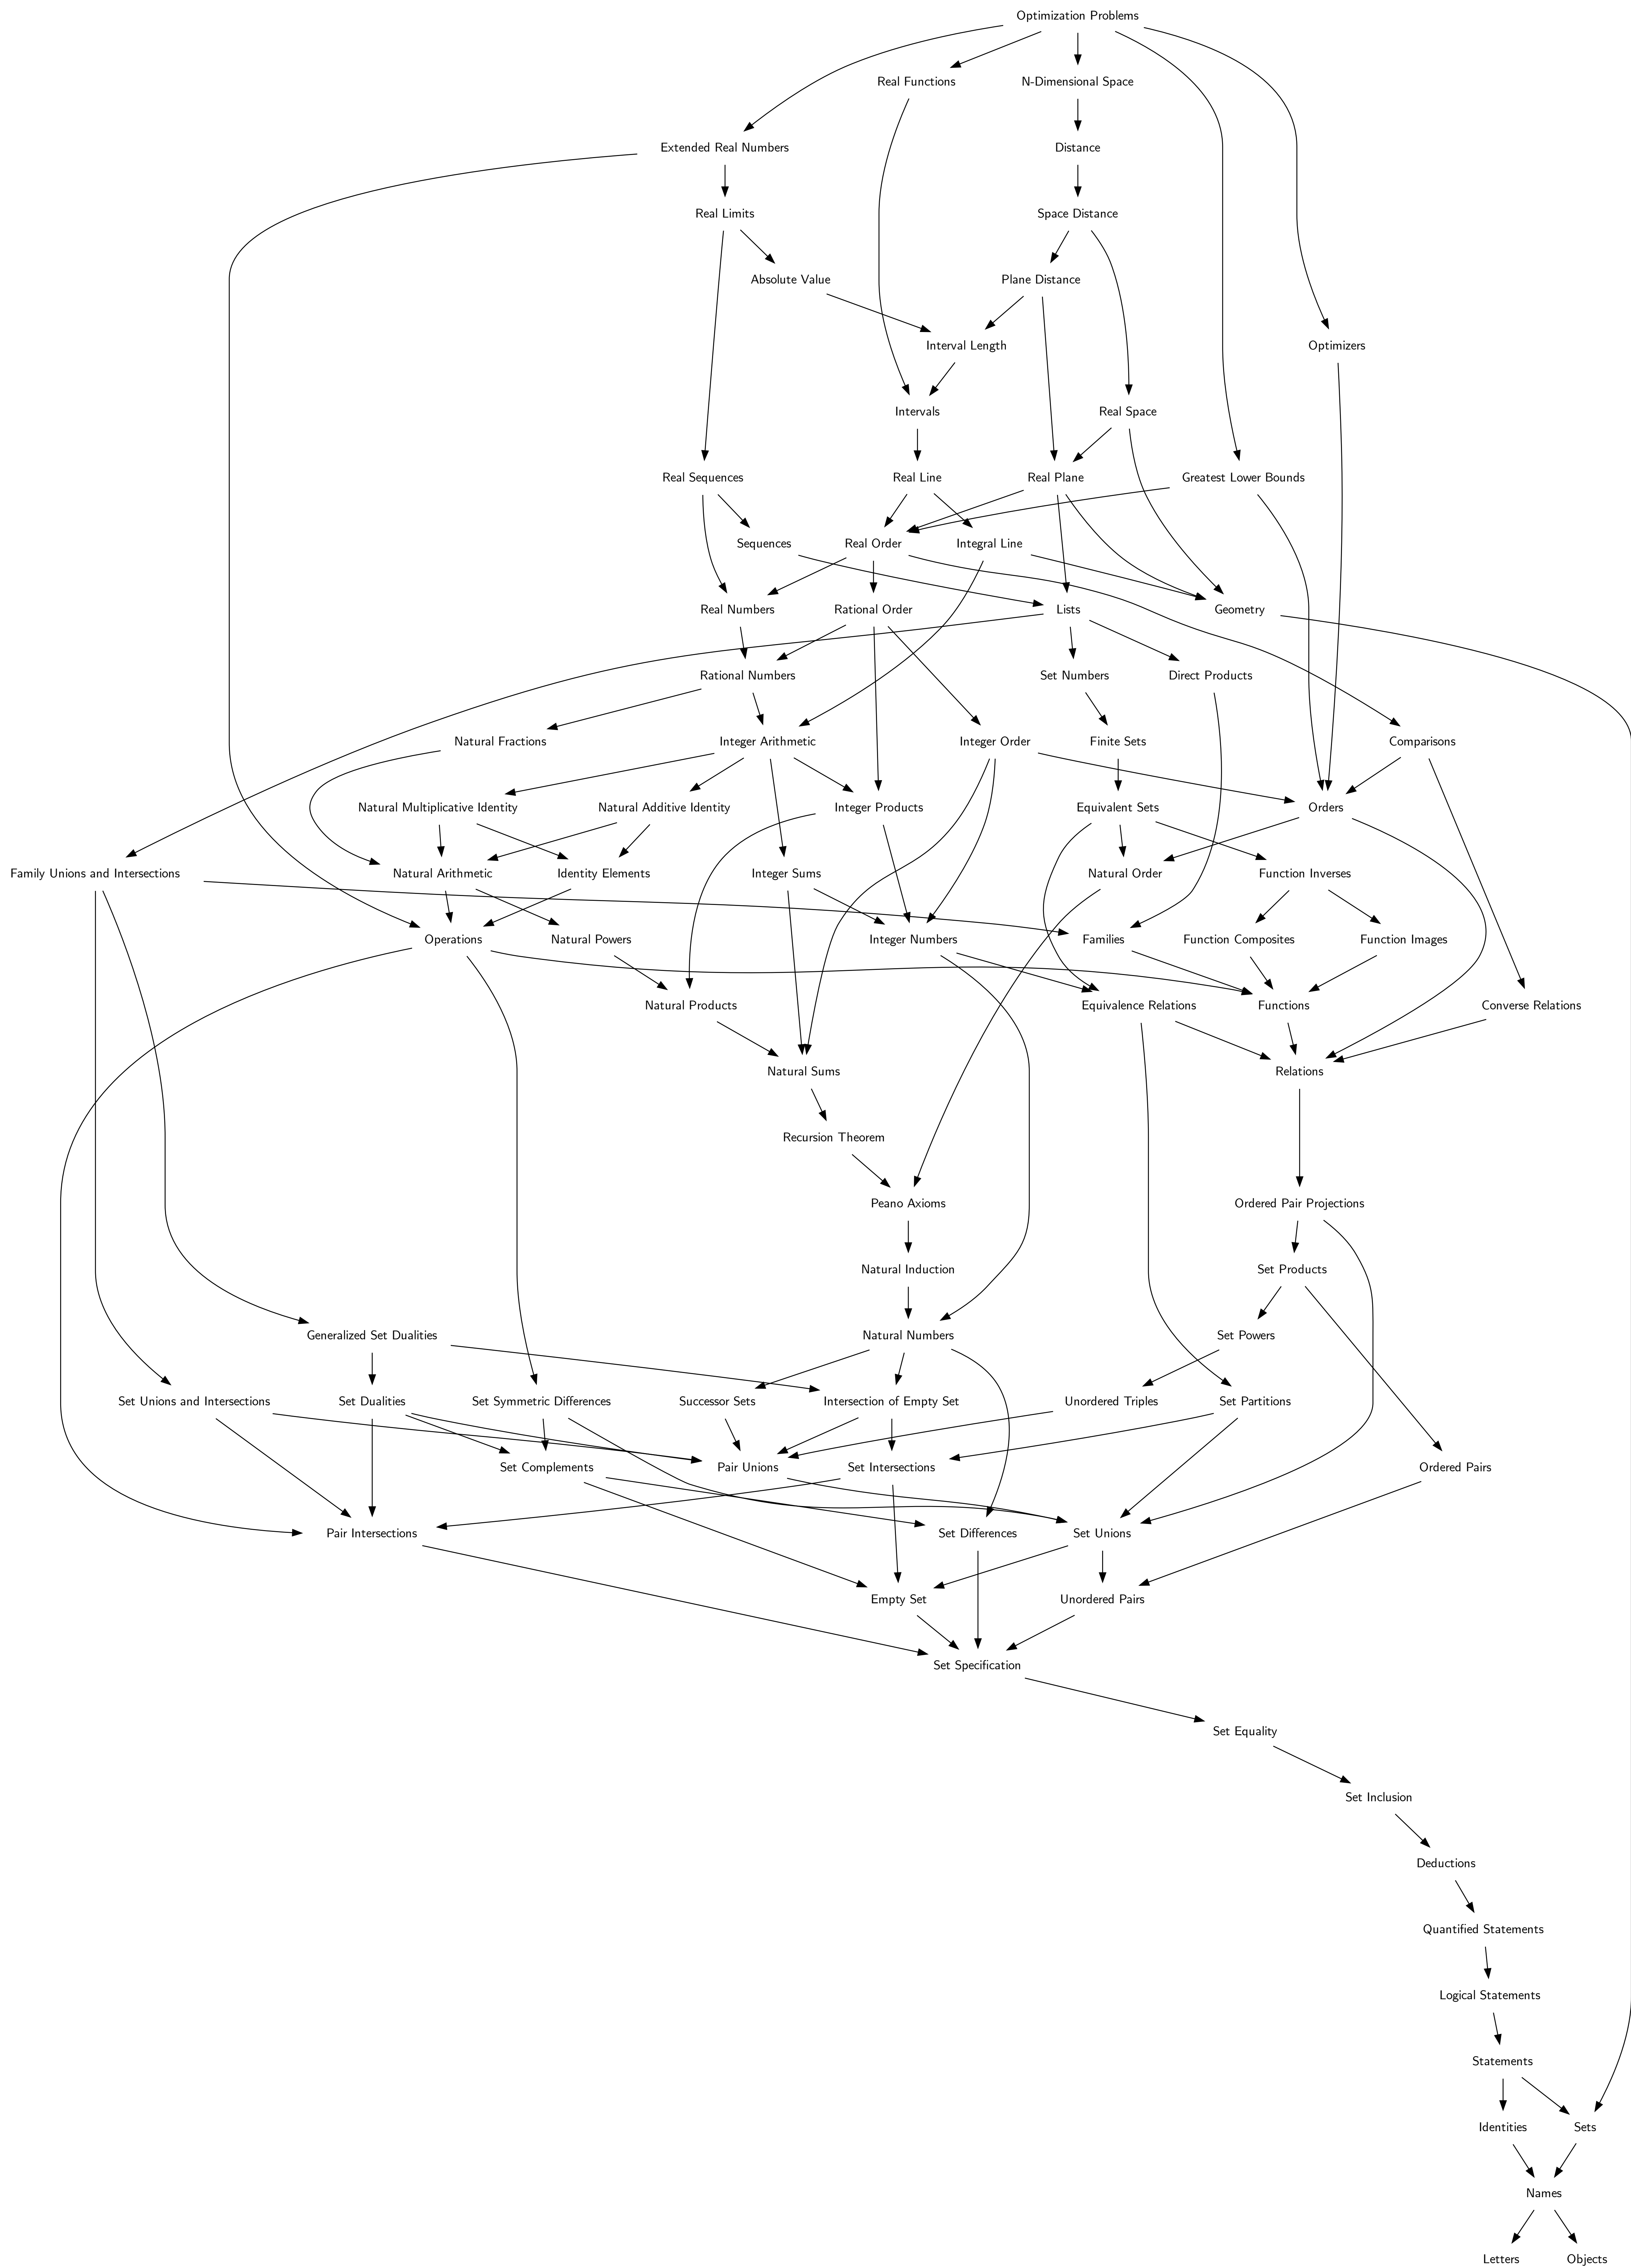 Optimization Problems
Real Functions
N-Dimensional Space
Extended Real Numbers
Distance
Real Limits
Space Distance
Absolute Value
Plane Distance
Interval Length
Optimizers
Intervals
Real Space
Real Sequences
Real Line
Real Plane
Greatest Lower Bounds
Sequences
Real Order
Integral Line
Real Numbers
Rational Order
Lists
Geometry
Rational Numbers
Set Numbers
Direct Products
Natural Fractions
Integer Arithmetic
Integer Order
Finite Sets
Comparisons
Natural Multiplicative Identity
Natural Additive Identity
Integer Products
Equivalent Sets
Orders
Family Unions and Intersections
Natural Arithmetic
Identity Elements
Integer Sums
Natural Order
Function Inverses
Operations
Natural Powers
Integer Numbers
Families
Function Composites
Function Images
Natural Products
Equivalence Relations
Functions
Converse Relations
Natural Sums
Relations
Recursion Theorem
Peano Axioms
Ordered Pair Projections
Natural Induction
Set Products
Generalized Set Dualities
Natural Numbers
Set Powers
Set Unions and Intersections
Set Dualities
Set Symmetric Differences
Successor Sets
Intersection of Empty Set
Unordered Triples
Set Partitions
Set Complements
Pair Unions
Set Intersections
Ordered Pairs
Pair Intersections
Set Differences
Set Unions
Empty Set
Unordered Pairs
Set Specification
Set Equality
Set Inclusion
Deductions
Quantified Statements
Logical Statements
Statements
Identities
Sets
Names
Letters
Objects